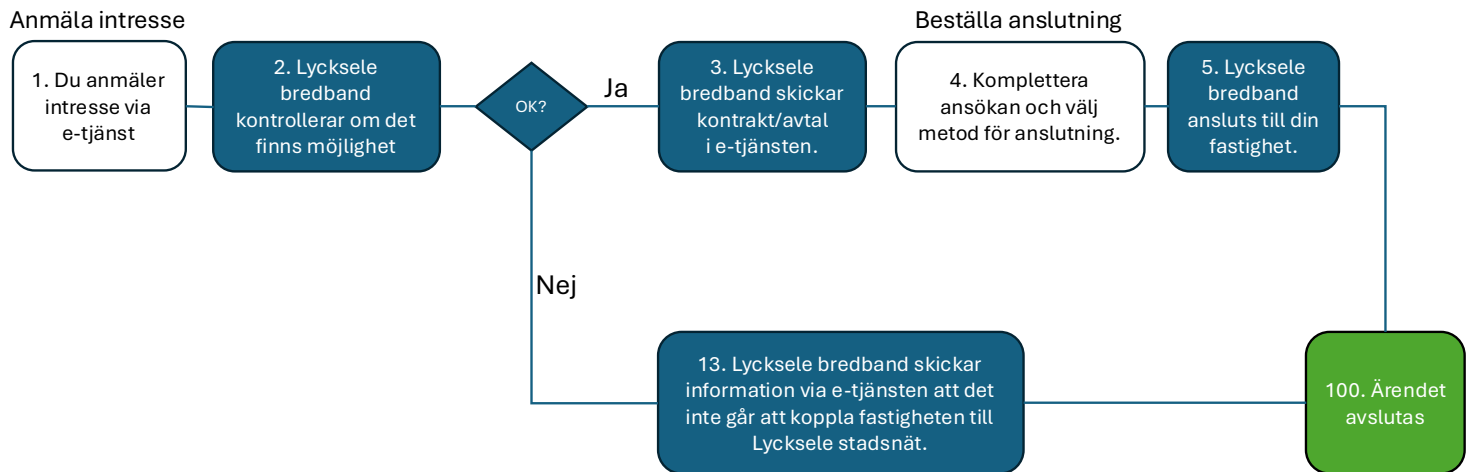 Anmäla intresse
Beställa anslutning
1. Du anmäler
intresse via
e-tjänst
2. Lycksele
bredband
kontrollerar om det
finns möjlighet
OK?
Ja
3. Lycksele
bredband skickar
kontrakt/avtal
i e-tjänsten.
4. Komplettera
ansökan och välj
metod för anslutning.
5. Lycksele
bredband
ansluts till din
fastighet.
Nej
13. Lycksele bredband skickar
information via e-tjänsten att det
inte går att koppla fastigheten till
Lycksele stadsnät.
100. Ärendet
avslutas